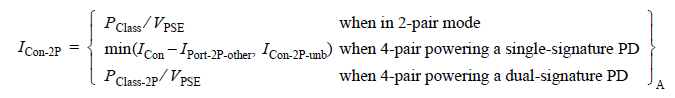 I_Con-2P = { P_Class / V_PSE when in 2-pair mode
min(I_Con – I_Port-2P-other, I_Con-2P-unb) when 4-pair powering a single-signature PD
P_Class-2P / V_PSE when 4-pair powering a dual-signature PD }_A